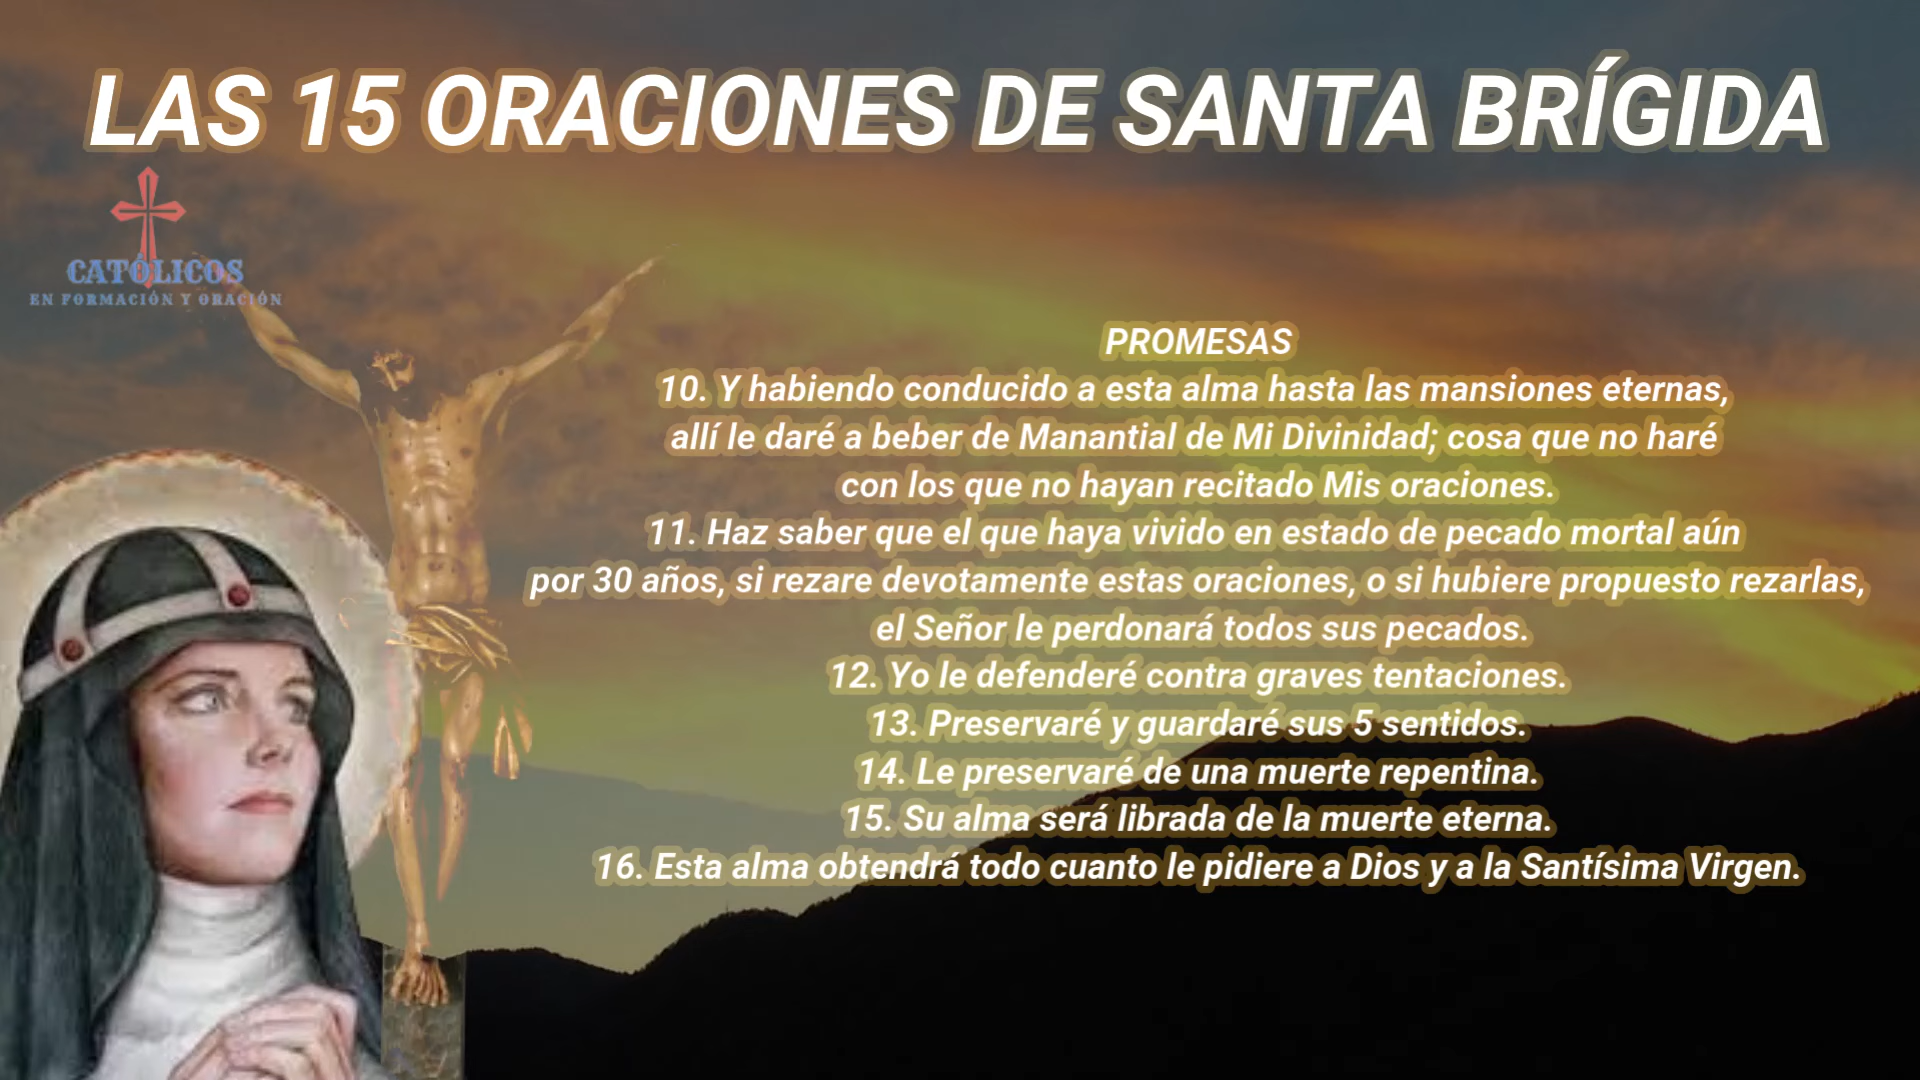 LAS 15 ORACIONES DE SANTA BRÍGIDA
CATÓLICOS
EN FORMACIÓN Y ORACIÓN
PROMESAS
10. Y habiendo conducido a esta alma hasta las mansiones eternas,
allí le daré a beber de Manantial de Mi Divinidad; cosa que no haré
con los que no hayan recitado Mis oraciones.
11. Haz saber que el que haya vivido en estado de pecado mortal aún
por 30 años, si rezare devotamente estas oraciones, o si hubiere propuesto rezarlas,
el Señor le perdonará todos sus pecados.
12. Yo le defenderé contra graves tentaciones.
13. Preservaré y guardaré sus 5 sentidos.
14. Le preservaré de una muerte repentina.
15. Su alma será librada de la muerte eterna.
16. Esta alma obtendrá todo cuanto le pidiere a Dios y a la Santísima Virgen.